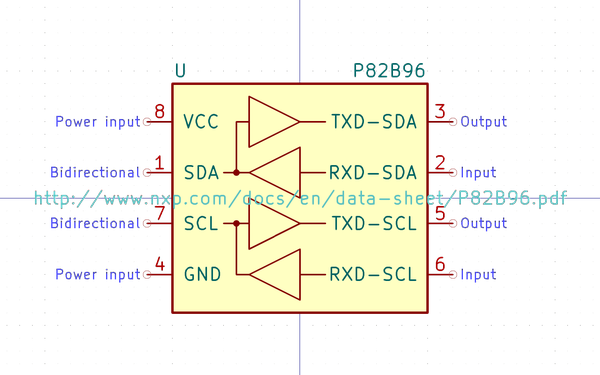 U P82B96
Power input 8 VCC TXD-SDA 3 Output
Bidirectional 1 SDA RXD-SDA 2 Input
http://www.nxp.com/docs/en/data-sheet/P82B96.pdf
Bidirectional 7 SCL TXD-SCL 5 Output
Power input 4 GND RXD-SCL 6 Input